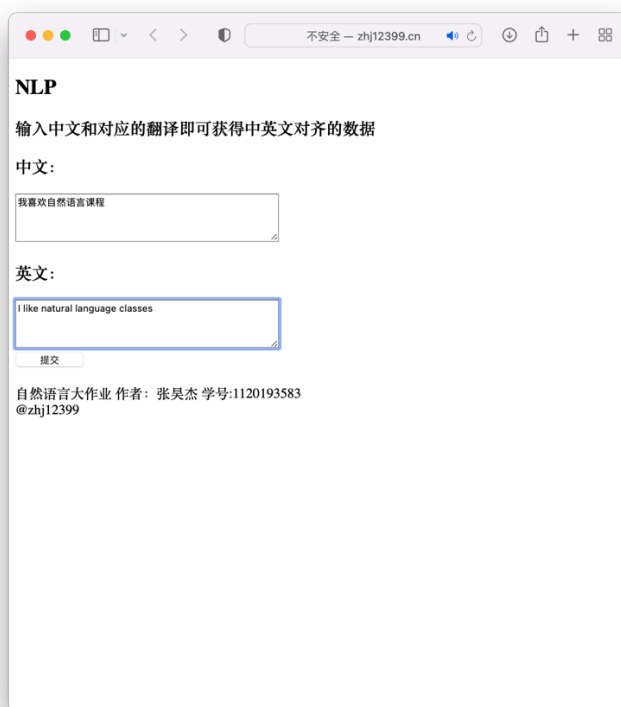 不安全 — zhj12399.cn
NLP
输入中文和对应的翻译即可获得中英文对齐的数据
中文:
我喜欢自然语言课程
英文:
I like natural language classes
提交
自然语言大作业 作者: 张昊杰 学号:1120193583
@zhj12399